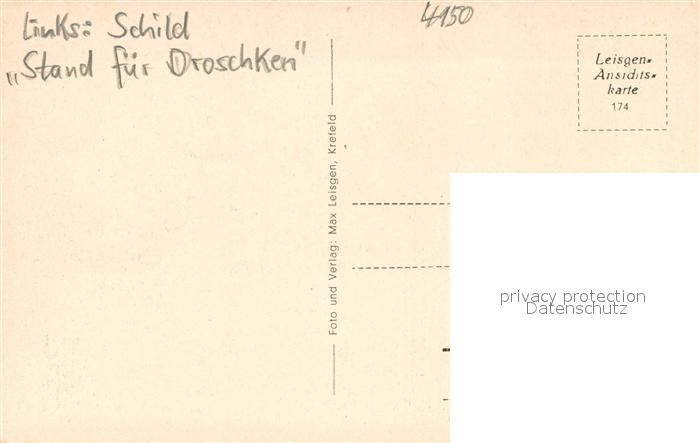 Links: Schild
„Stand für Droschken"
4150
Leisgen-
Ansichts-
karte
174
Foto und Verlag: Max Leisgen, Krefeld
privacy protection
Datenschutz